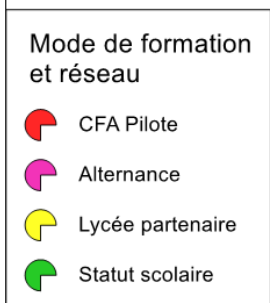 Mode de formation
et réseau
CFA Pilote
Alternance
Lycée partenaire
Statut scolaire